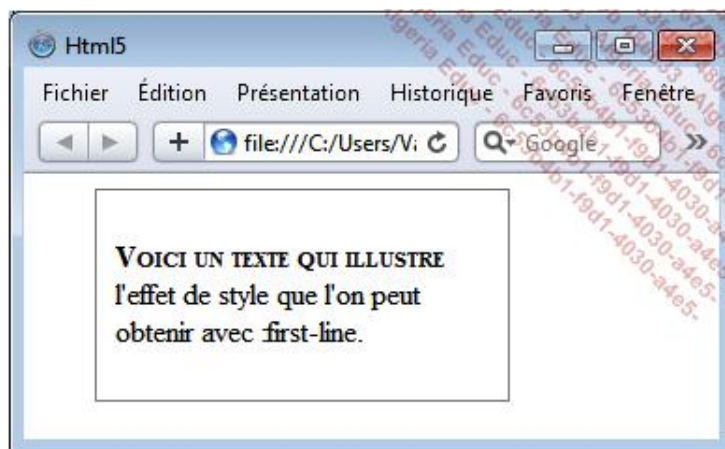 Html5
Fichier Édition Présentation Historique Favoris Fenêtre
file:///C:/Users/Va
Google
Voici un texte qui illustre
l'effet de style que l'on peut
obtenir avec :first-line.